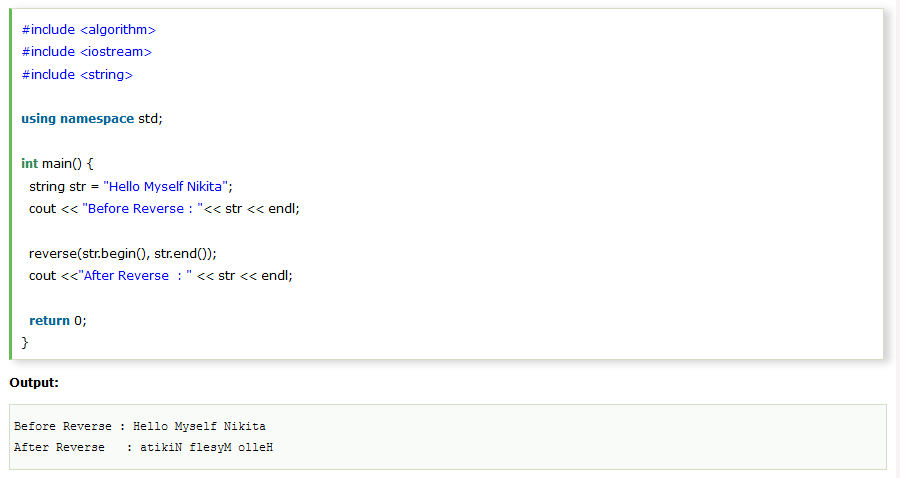 #include <algorithm>
#include <iostream>
#include <string>
using namespace std;
int main() {
  string str = "Hello Myself Nikita";
  cout << "Before Reverse : "<< str << endl;
  reverse(str.begin(), str.end());
  cout <<"After Reverse  : " << str << endl;
  return 0;
}
Output:
Before Reverse : Hello Myself Nikita
After Reverse   : atikiN flesyM olleH